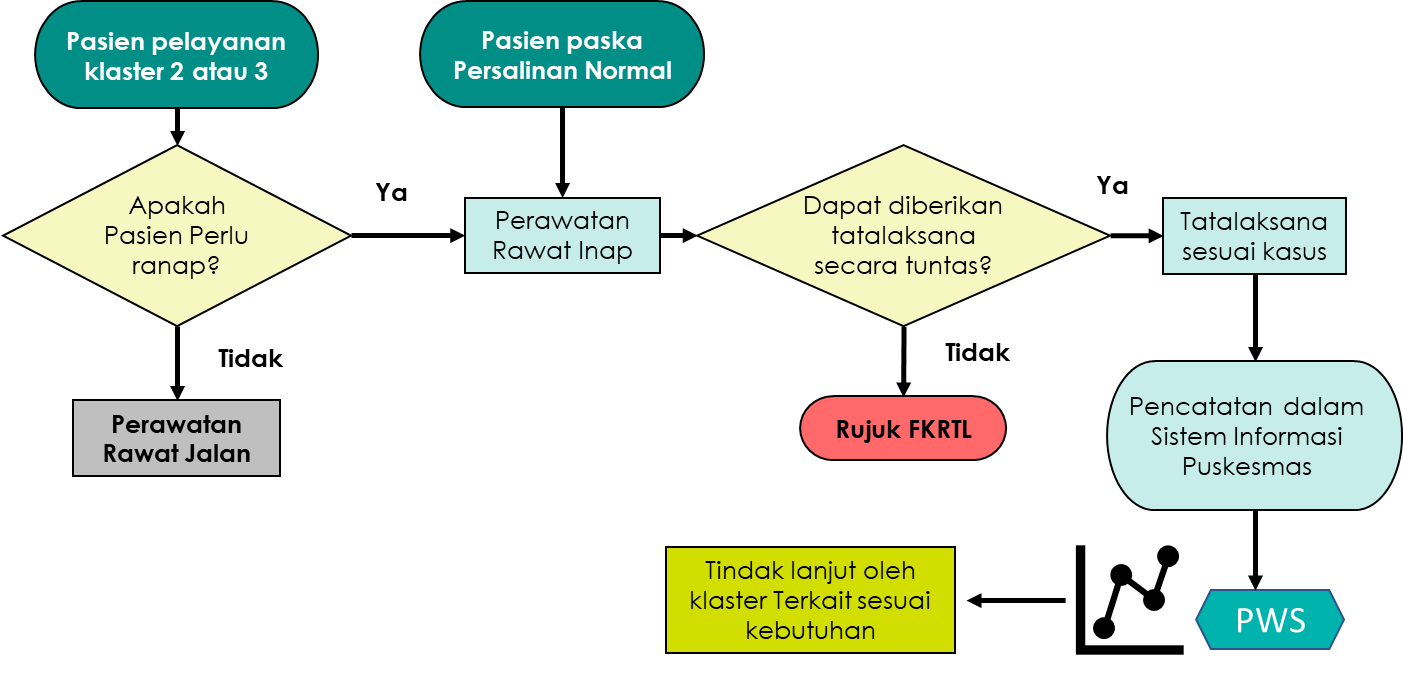 Pasien pelayanan
klaster 2 atau 3
Pasien paska
Persalinan Normal
Apakah
Pasien Perlu
ranap?
Ya
Perawatan
Rawat Inap
Dapat diberikan
tatalaksana
secara tuntas?
Ya
Tatalaksana
sesuai kasus
Tidak
Perawatan
Rawat Jalan
Tidak
Rujuk FKRTL
Pencatatan dalam
Sistem Informasi
Puskesmas
PWS
Tindak lanjut oleh
klaster Terkait sesuai
kebutuhan